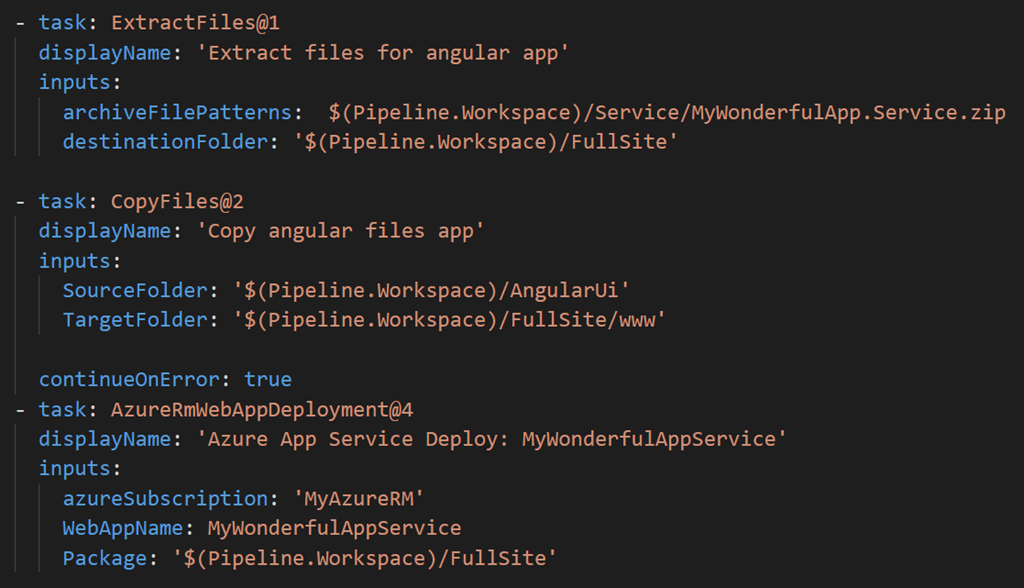 - task: ExtractFiles@1
  displayName: 'Extract files for angular app'
  inputs:
    archiveFilePatterns:  $(Pipeline.Workspace)/Service/MyWonderfulApp.Service.zip
    destinationFolder: '$(Pipeline.Workspace)/FullSite'

- task: CopyFiles@2
  displayName: 'Copy angular files app'
  inputs:
    SourceFolder: '$(Pipeline.Workspace)/AngularUi'
    TargetFolder: '$(Pipeline.Workspace)/FullSite/www'

  continueOnError: true
- task: AzureRmWebAppDeployment@4
  displayName: 'Azure App Service Deploy: MyWonderfulAppService'
  inputs:
    azureSubscription: 'MyAzureRM'
    WebAppName: MyWonderfulAppService
    Package: '$(Pipeline.Workspace)/FullSite'